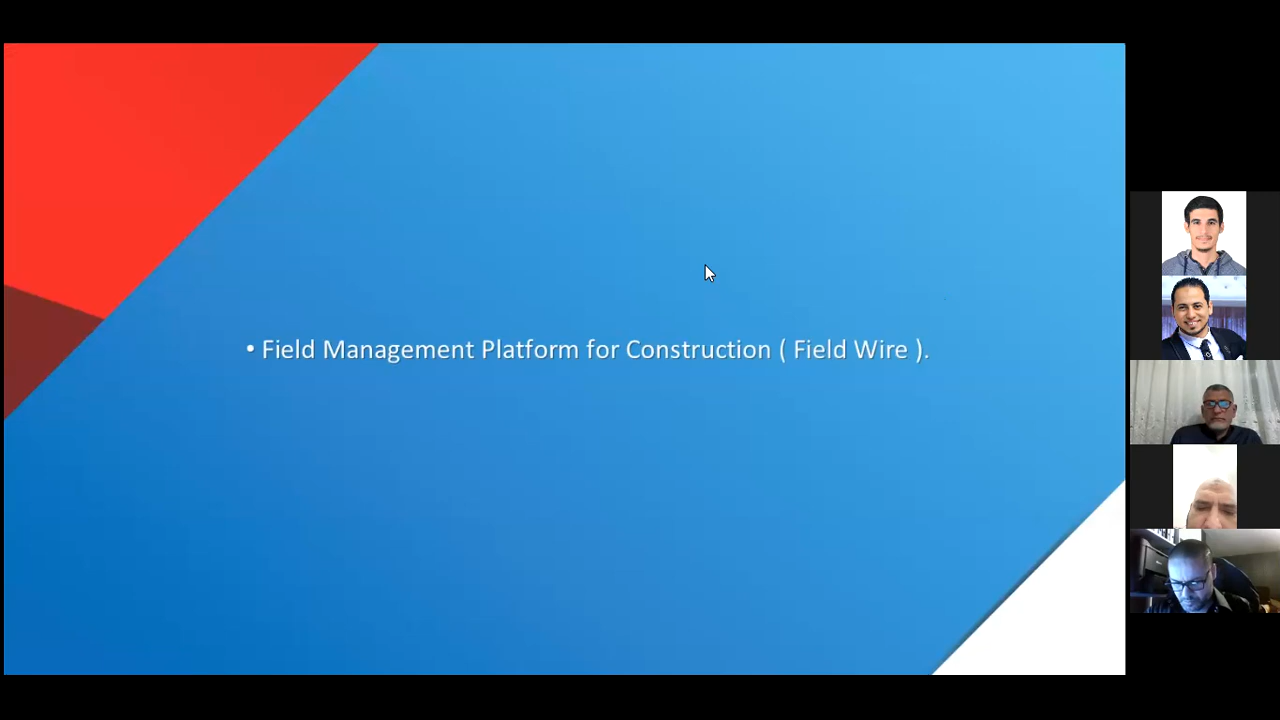 • Field Management Platform for Construction ( Field Wire ).